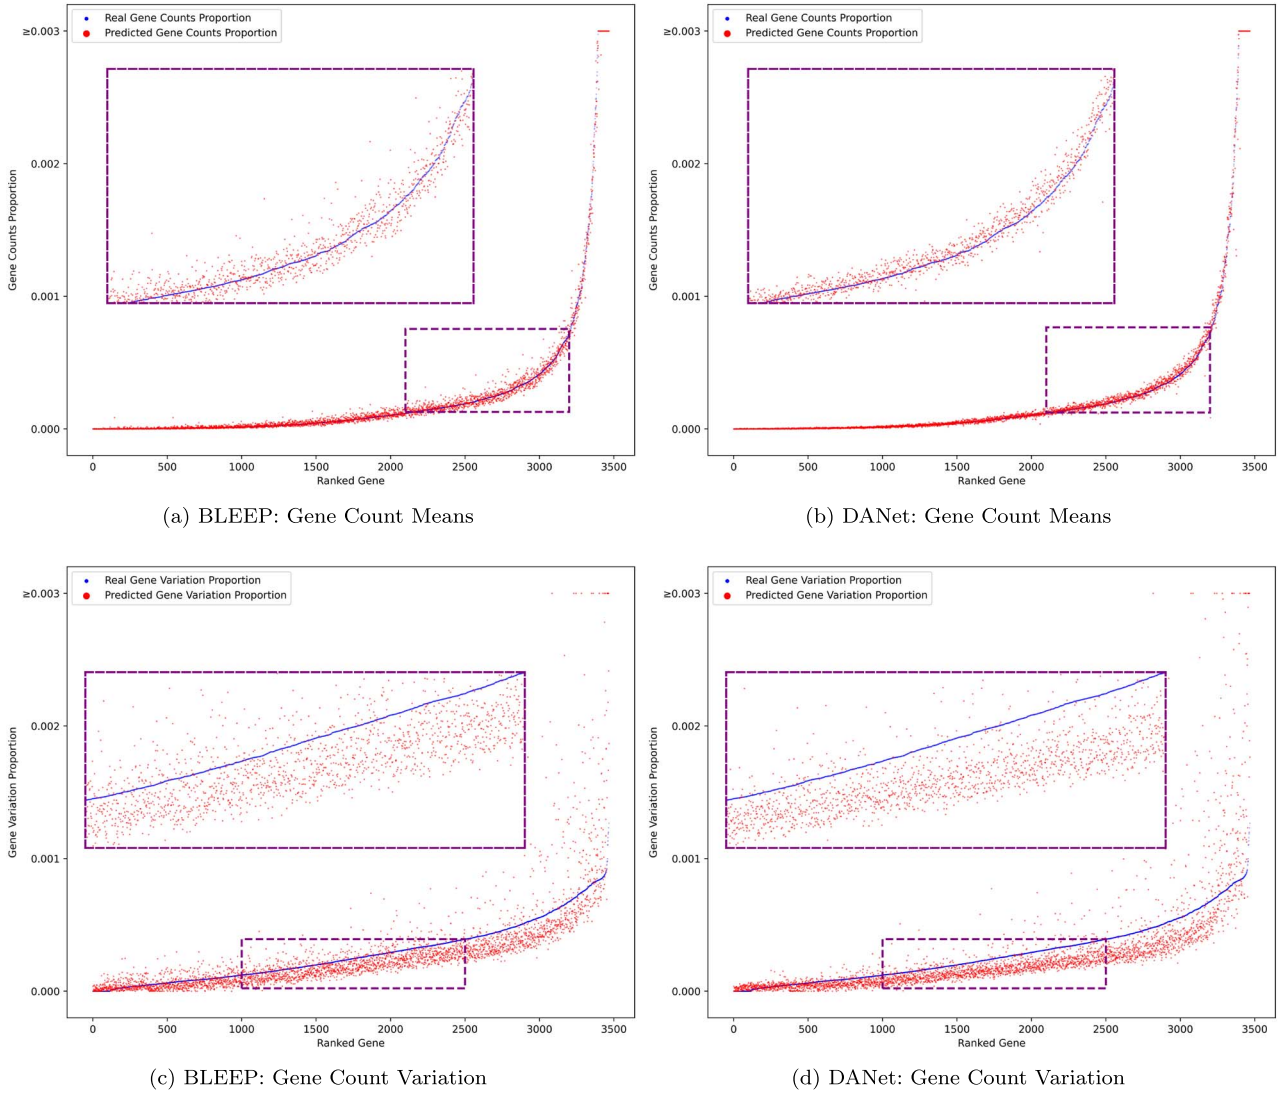 Real Gene Counts Proportion
Predicted Gene Counts Proportion
≥0.003
0.002
0.001
0.000
Gene Counts Proportion
0 500 1000 1500 2000 2500 3000 3500
Ranked Gene
(a) BLEEP: Gene Count Means
Real Gene Counts Proportion
Predicted Gene Counts Proportion
≥0.003
0.002
0.001
0.000
Gene Counts Proportion
0 500 1000 1500 2000 2500 3000 3500
Ranked Gene
(b) DANet: Gene Count Means
Real Gene Variation Proportion
Predicted Gene Variation Proportion
≥0.003
0.002
0.001
0.000
Gene Variation Proportion
0 500 1000 1500 2000 2500 3000 3500
Ranked Gene
(c) BLEEP: Gene Count Variation
Real Gene Variation Proportion
Predicted Gene Variation Proportion
≥0.003
0.002
0.001
0.000
Gene Variation Proportion
0 500 1000 1500 2000 2500 3000 3500
Ranked Gene
(d) DANet: Gene Count Variation